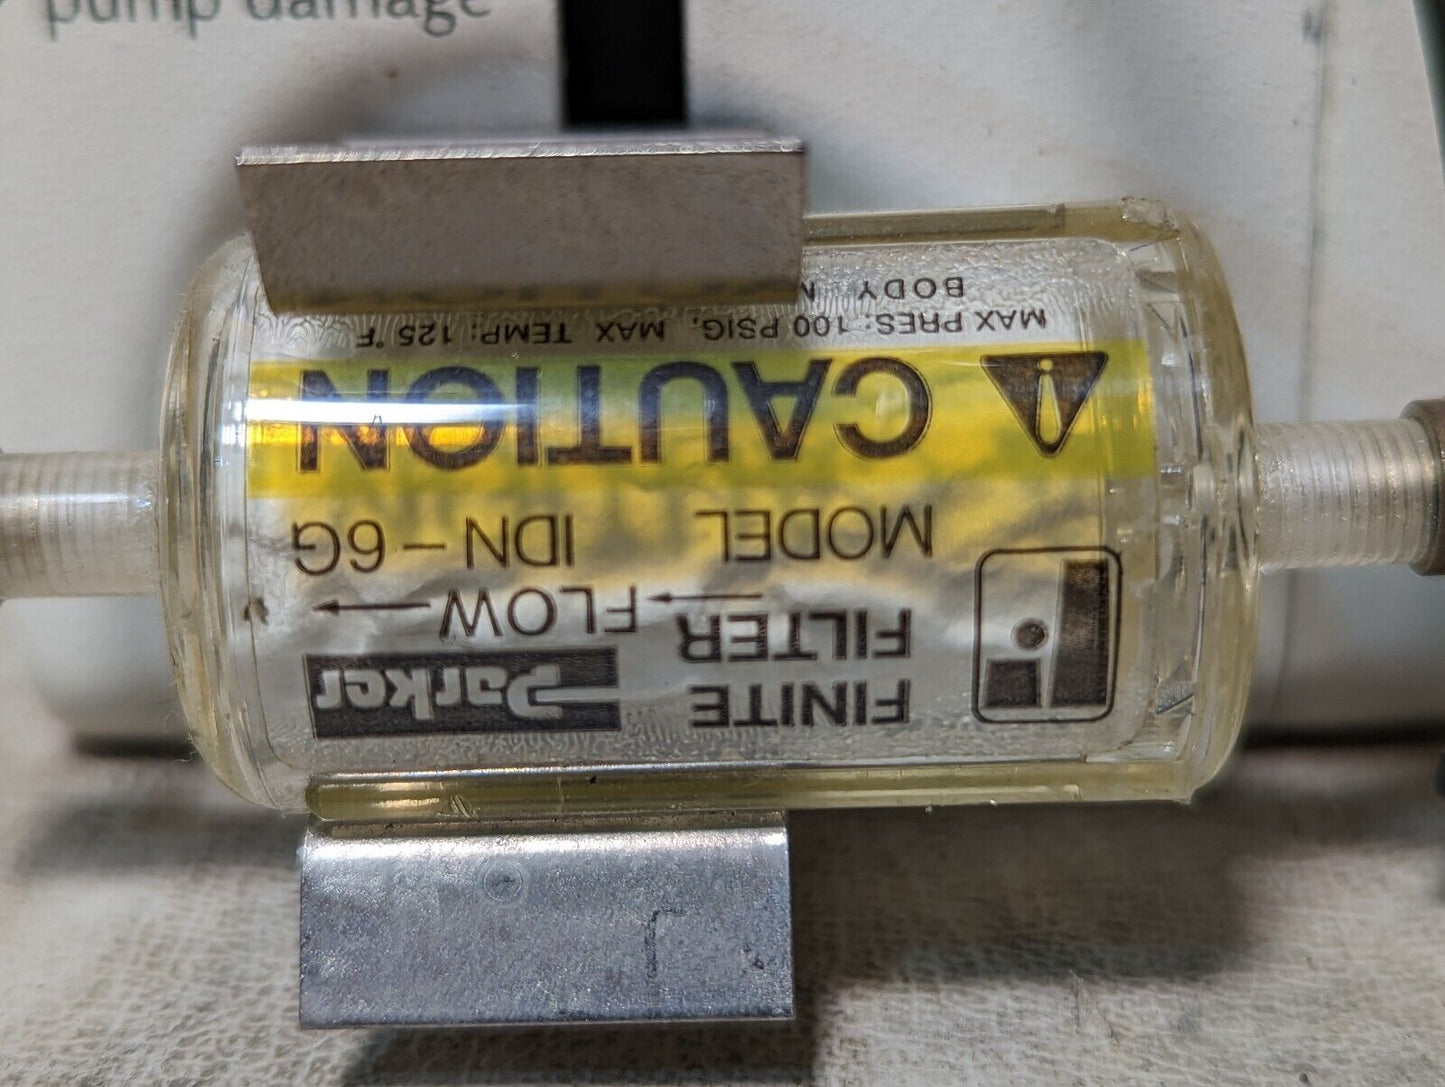 pump damage
FINITE
FILTER
Parker
FLOW
MODEL IDN-6G
CAUTION
MAX PRES: 100 PSIG, MAX TEMP: 125°F
BODY